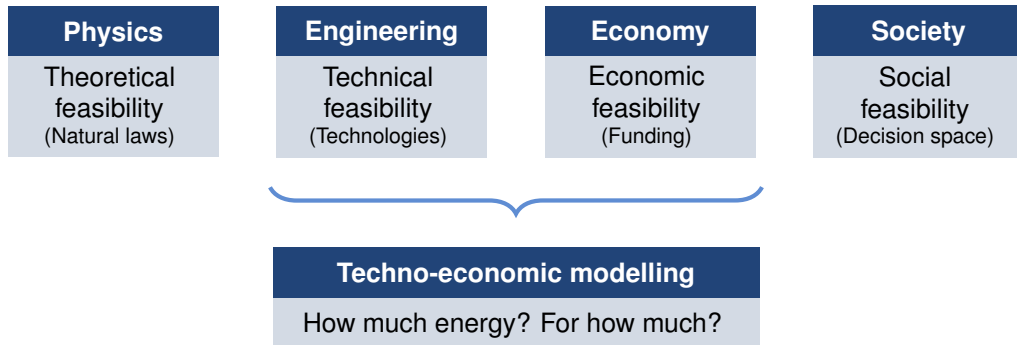 Physics
Theoretical
feasibility
(Natural laws)
Engineering
Technical
feasibility
(Technologies)
Economy
Economic
feasibility
(Funding)
Society
Social
feasibility
(Decision space)
Techno-economic modelling
How much energy? For how much?